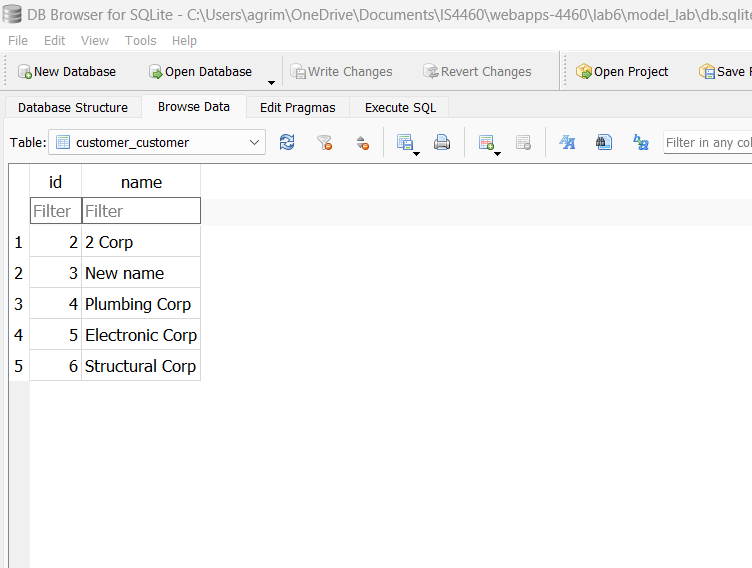 DB Browser for SQLite - C:\Users\agrim\OneDrive\Documents\IS4460\webapps-4460\lab6\model_lab\db.sqlite
File Edit View Tools Help
New Database Open Database Write Changes Revert Changes Open Project Save
Database Structure Browse Data Edit Pragmas Execute SQL
Table: customer_customer Filter in any col
id name
Filter Filter
1 2 2 Corp
2 3 New name
3 4 Plumbing Corp
4 5 Electronic Corp
5 6 Structural Corp